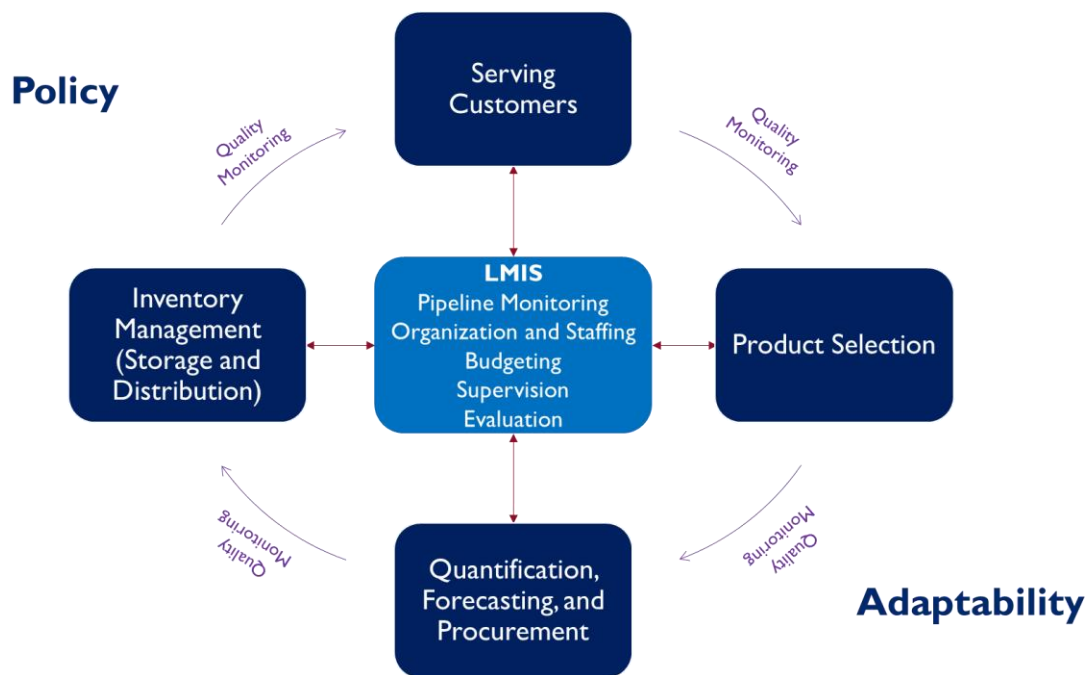 Policy
Serving
Customers
Quality
Monitoring
Quality
Monitoring
Inventory
Management
(Storage and
Distribution)
LMIS
Pipeline Monitoring
Organization and Staffing
Budgeting
Supervision
Evaluation
Product Selection
Quality
Monitoring
Quality
Monitoring
Quantification,
Forecasting, and
Procurement
Adaptability